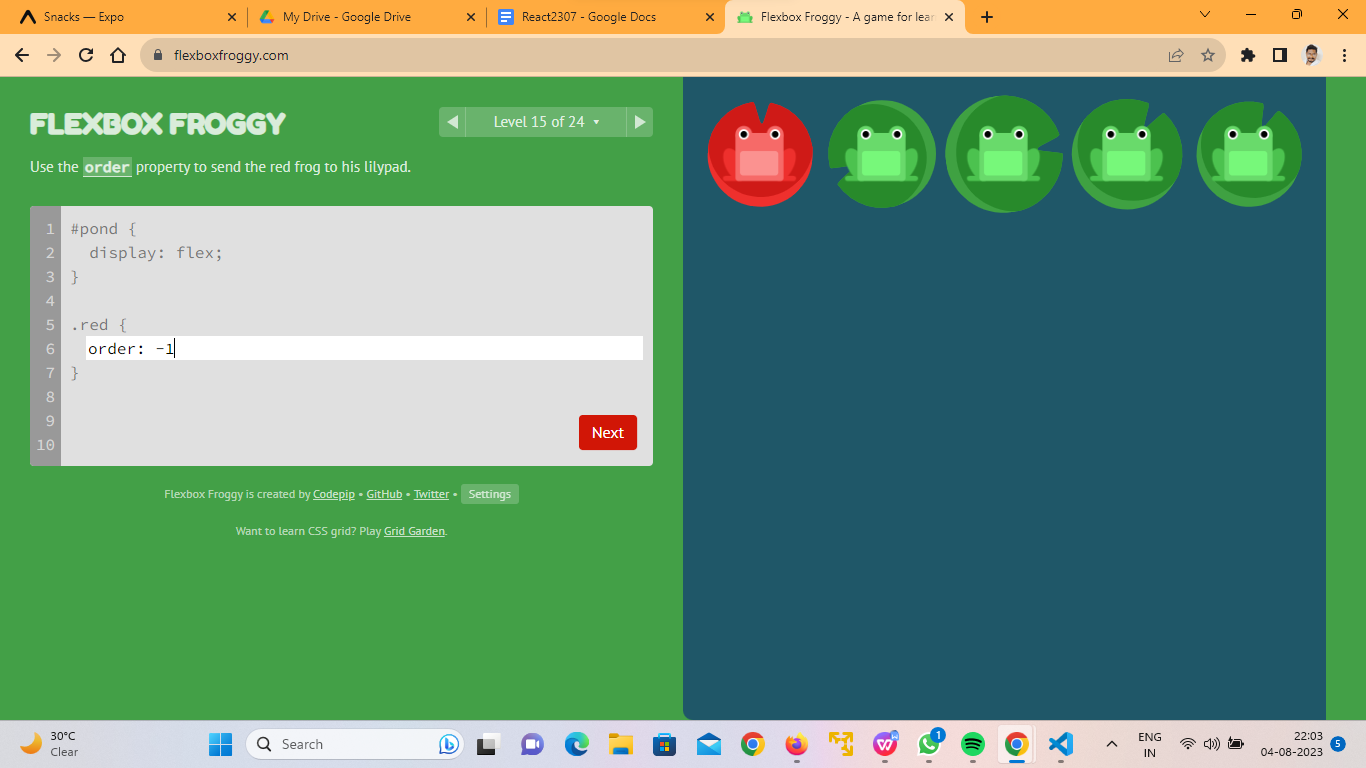 Snacks — Expo
My Drive - Google Drive
React2307 - Google Docs
Flexbox Froggy - A game for lear
flexboxfroggy.com
FLEXBOX FROGGY
Level 15 of 24
Use the order property to send the red frog to his lilypad.
1 #pond {
2 display: flex;
3 }
4
5 .red {
6 order: -1
7 }
8
9
10
Next
Flexbox Froggy is created by Codepip • GitHub • Twitter • Settings
Want to learn CSS grid? Play Grid Garden.
30°C
Clear
Search
1
ENG
IN
22:03
04-08-2023
5